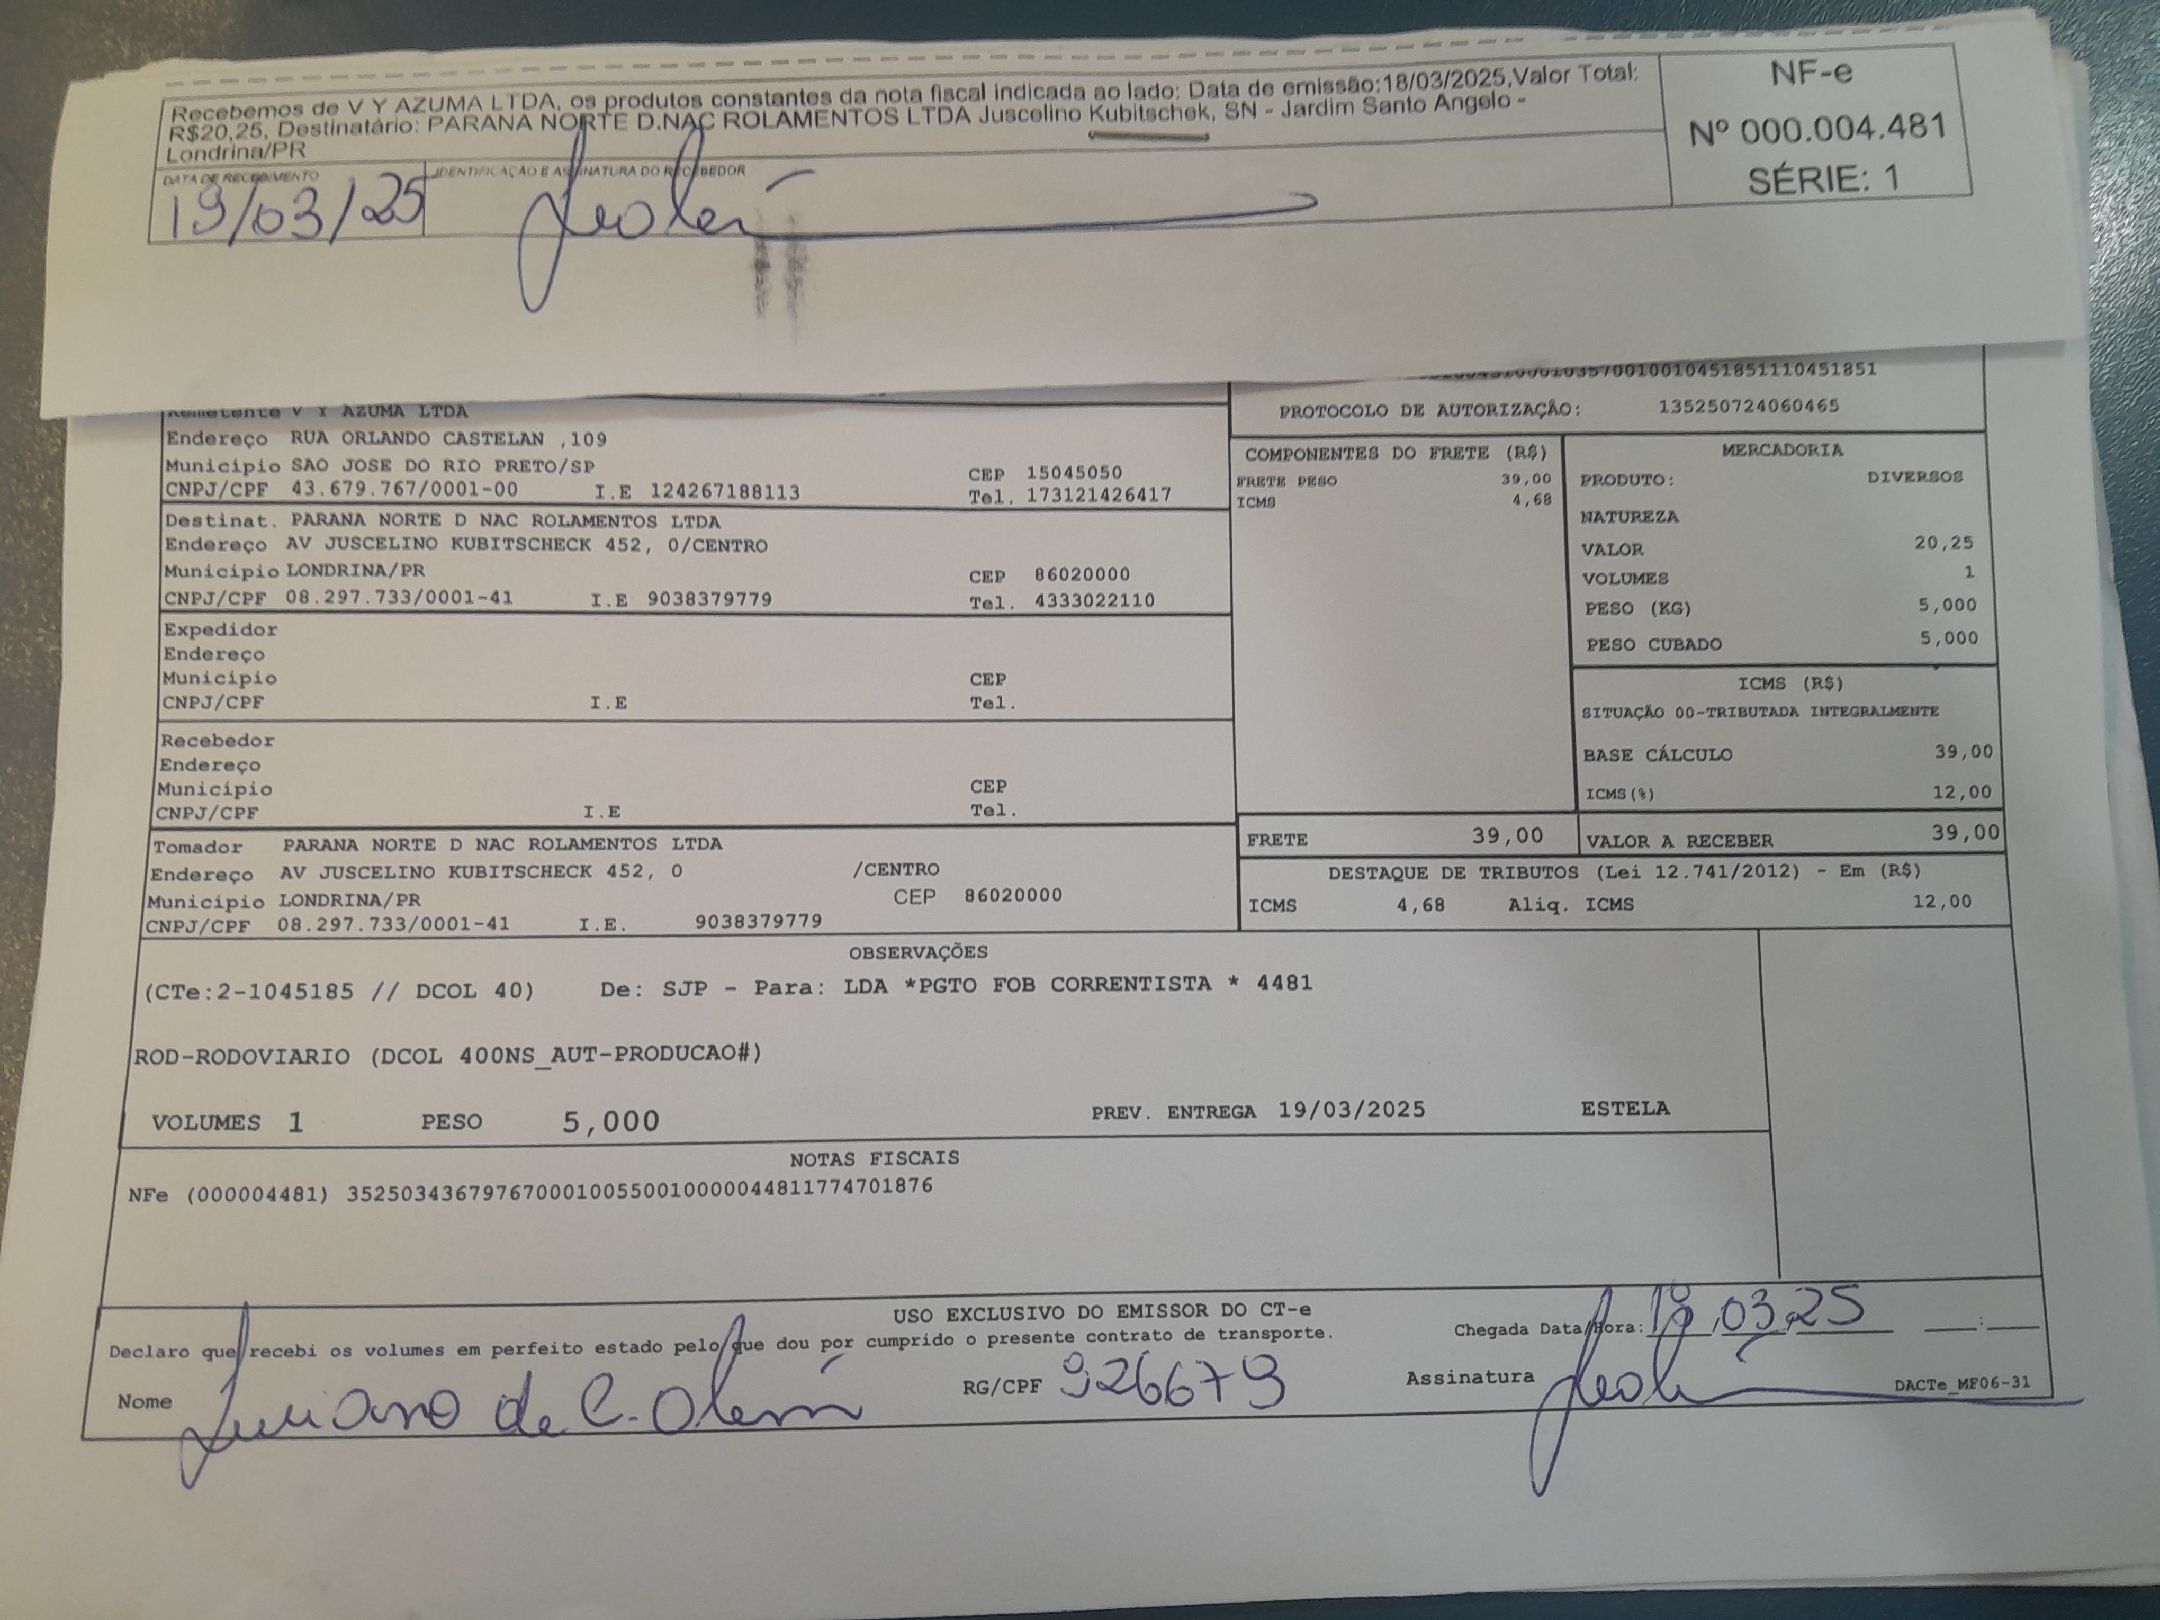 Recebemos de V Y AZUMA LTDA, os produtos constantes da nota fiscal indicada ao lado; Data de emissão:18/03/2025,Valor Total:
R$20,25, Destinatário: PARANA NORTE D.NAC ROLAMENTOS LTDA Juscelino Kubitschek, SN - Jardim Santo Angelo -
Londrina/PR
NF-e
Nº 000.004.481
SÉRIE: 1
DATA DE RECEBIMENTO
IDENTIFICAÇÃO E ASSINATURA DO RECEBEDOR
19/03/25
PROTOCOLO DE AUTORIZAÇÃO: 135250724060465
Remetente V Y AZUMA LTDA
Endereço RUA ORLANDO CASTELAN ,109
Município SAO JOSE DO RIO PRETO/SP CEP 15045050
CNPJ/CPF 43.679.767/0001-00 I.E 124267188113 Tel. 173121426417
Destinat. PARANA NORTE D NAC ROLAMENTOS LTDA
Endereço AV JUSCELINO KUBITSCHECK 452, 0/CENTRO
Município LONDRINA/PR CEP 86020000
CNPJ/CPF 08.297.733/0001-41 I.E 9038379779 Tel. 4333022110
Expedidor
Endereço
Município CEP
CNPJ/CPF I.E Tel.
Recebedor
Endereço
Município CEP
CNPJ/CPF I.E Tel.
Tomador PARANA NORTE D NAC ROLAMENTOS LTDA
Endereço AV JUSCELINO KUBITSCHECK 452, 0 /CENTRO
Município LONDRINA/PR CEP 86020000
CNPJ/CPF 08.297.733/0001-41 I.E. 9038379779
COMPONENTES DO FRETE (R$)
FRETE PESO 39,00
ICMS 4,68
MERCADORIA
PRODUTO: DIVERSOS
NATUREZA
VALOR 20,25
VOLUMES 1
PESO (KG) 5,000
PESO CUBADO 5,000
ICMS (R$)
SITUAÇÃO 00-TRIBUTADA INTEGRALMENTE
BASE CÁLCULO 39,00
ICMS(%) 12,00
FRETE 39,00 VALOR A RECEBER 39,00
DESTAQUE DE TRIBUTOS (Lei 12.741/2012) - Em (R$)
ICMS 4,68 Aliq. ICMS 12,00
OBSERVAÇÕES
(CTe:2-1045185 // DCOL 40) De: SJP - Para: LDA *PGTO FOB CORRENTISTA * 4481
ROD-RODOVIARIO (DCOL 400NS_AUT-PRODUCAO#)
VOLUMES 1 PESO 5,000 PREV. ENTREGA 19/03/2025 ESTELA
NOTAS FISCAIS
NFe (000004481) 35250343679767000100550010000044811774701876
USO EXCLUSIVO DO EMISSOR DO CT-e
Declaro que recebi os volumes em perfeito estado pelo que dou por cumprido o presente contrato de transporte.
Chegada Data/Hora: 19,03,25 __:__
Nome Luciano de C. RG/CPF 926679 Assinatura
DACTe_MF06-31